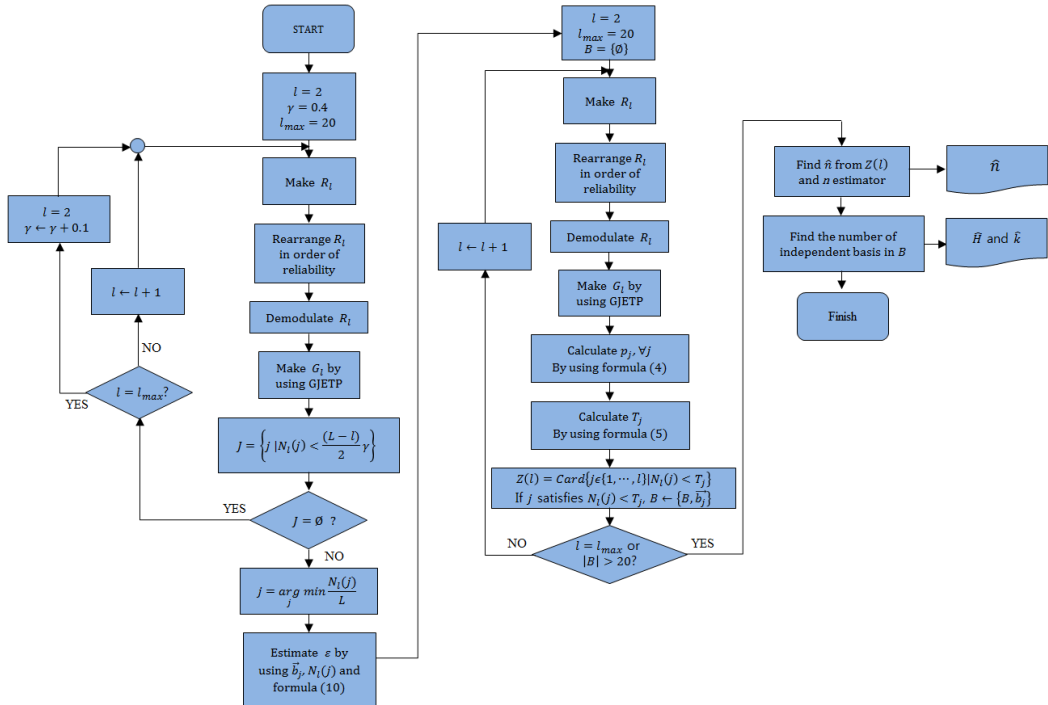 START
l = 2
γ = 0.4
l_max = 20
Make R_l
Rearrange R_l
in order of
reliability
Demodulate R_l
Make G_l by
using GJETP
J = {j |N_l(j) < (L − l)/2 γ}
J = Ø ?
YES
NO
l = l_max?
YES
NO
l ← l + 1
l = 2
γ ← γ + 0.1
j = arg min_j N_l(j)/L
Estimate ε by
using b⃗_j, N_l(j) and
formula (10)
l = 2
l_max = 20
B = {Ø}
Make R_l
Rearrange R_l
in order of
reliability
Demodulate R_l
l ← l + 1
Make G_l by
using GJETP
Calculate p_j, ∀j
By using formula (4)
Calculate T_j
By using formula (5)
Z(l) = Card{jϵ{1, ⋯, l}|N_l(j) < T_j}
If j satisfies N_l(j) < T_j, B ← {B, b⃗_j}
l = l_max or
|B| > 20?
NO
YES
Find n̂ from Z(l)
and n estimator
n̂
Find the number of
independent basis in B
Ĥ and k̂
Finish